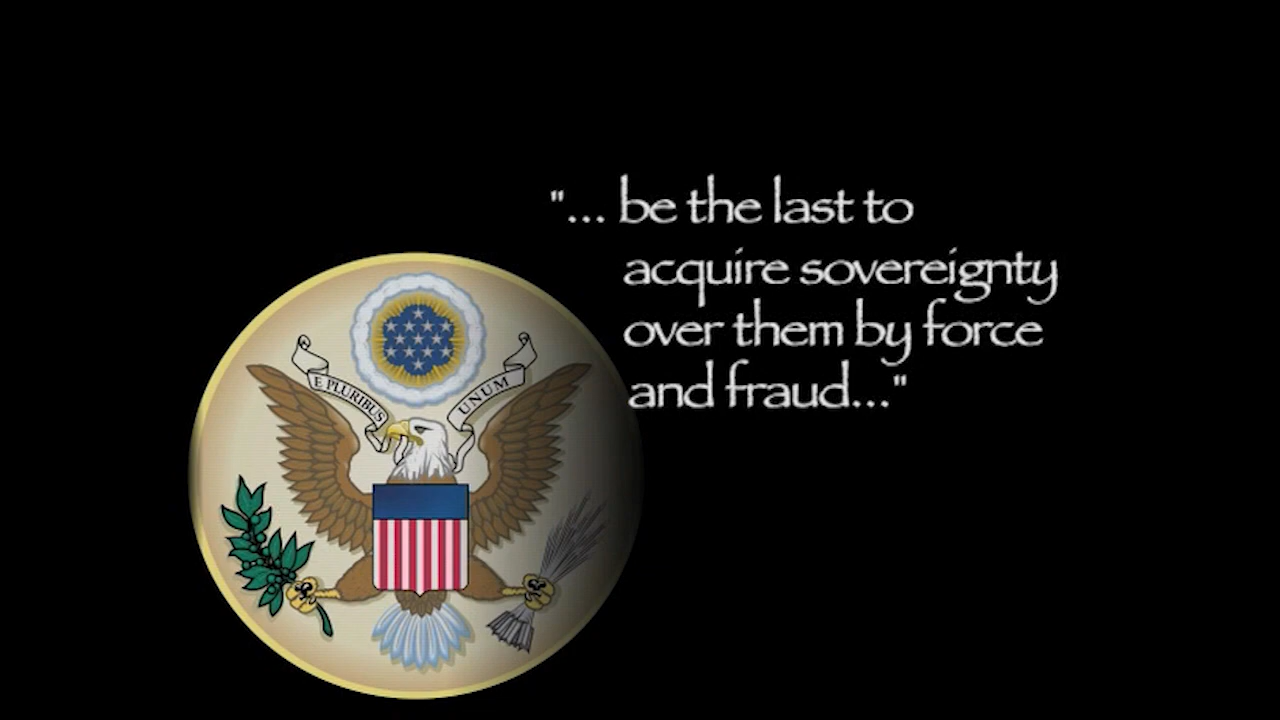 "... be the last to
acquire sovereignty
over them by force
and fraud..."
E PLURIBUS UNUM